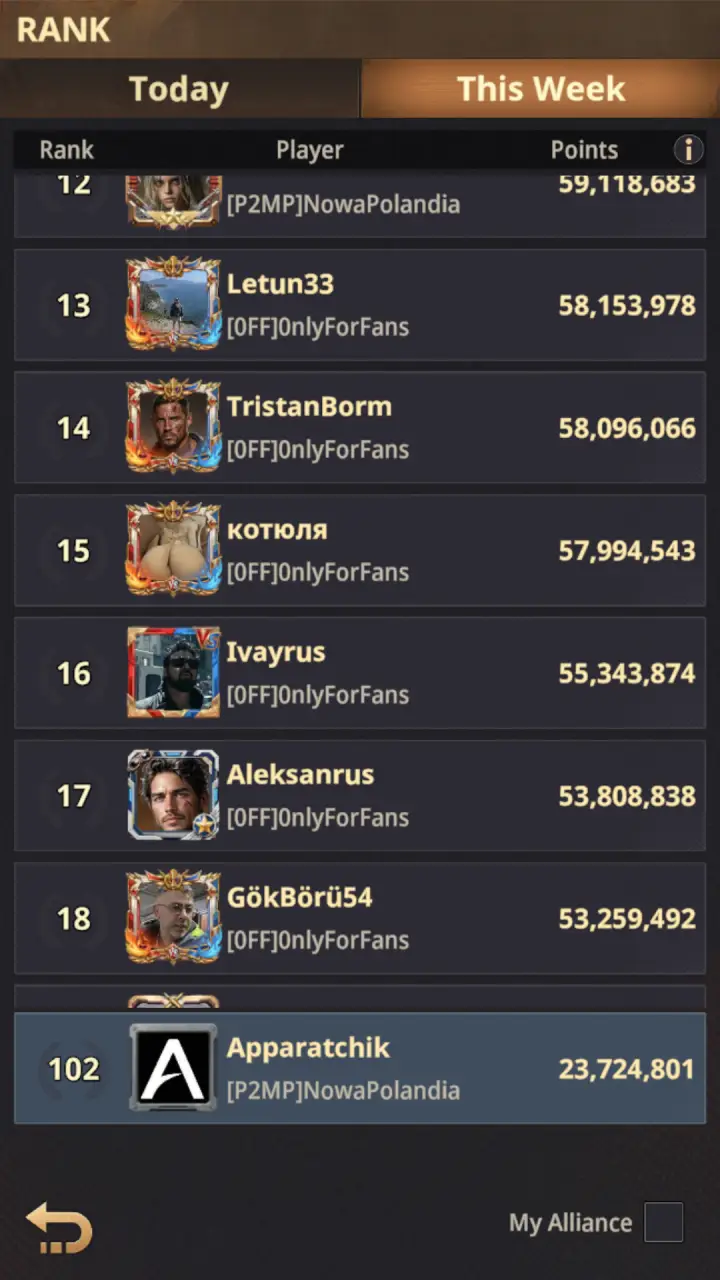 RANK
Today
This Week
Rank
Player
Points
12
59,118,683
[P2MP]NowaPolandia
Letun33
13
58,153,978
[0FF]0nlyForFans
TristanBorm
14
58,096,066
[0FF]0nlyForFans
котюля
15
57,994,543
[0FF]0nlyForFans
Ivayrus
16
55,343,874
[0FF]0nlyForFans
Aleksanrus
17
53,808,838
[0FF]0nlyForFans
GökBörü54
18
53,259,492
[0FF]0nlyForFans
Apparatchik
102
23,724,801
[P2MP]NowaPolandia
My Alliance